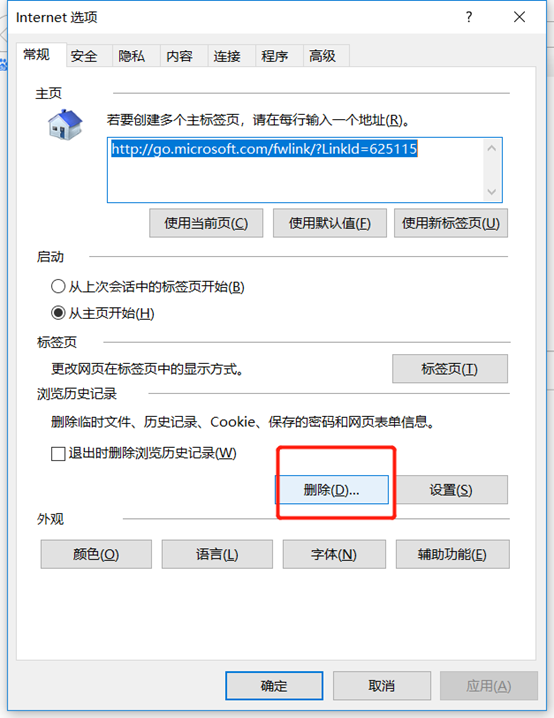 Internet 选项
常规 安全 隐私 内容 连接 程序 高级
主页
若要创建多个主标签页，请在每行输入一个地址(R)。
http://go.microsoft.com/fwlink/?LinkId=625115
使用当前页(C) 使用默认值(F) 使用新标签页(U)
启动
从上次会话中的标签页开始(B)
从主页开始(H)
标签页
更改网页在标签页中的显示方式。 标签页(T)
浏览历史记录
删除临时文件、历史记录、Cookie、保存的密码和网页表单信息。
退出时删除浏览历史记录(W)
删除(D)... 设置(S)
外观
颜色(O) 语言(L) 字体(N) 辅助功能(E)
确定 取消 应用(A)